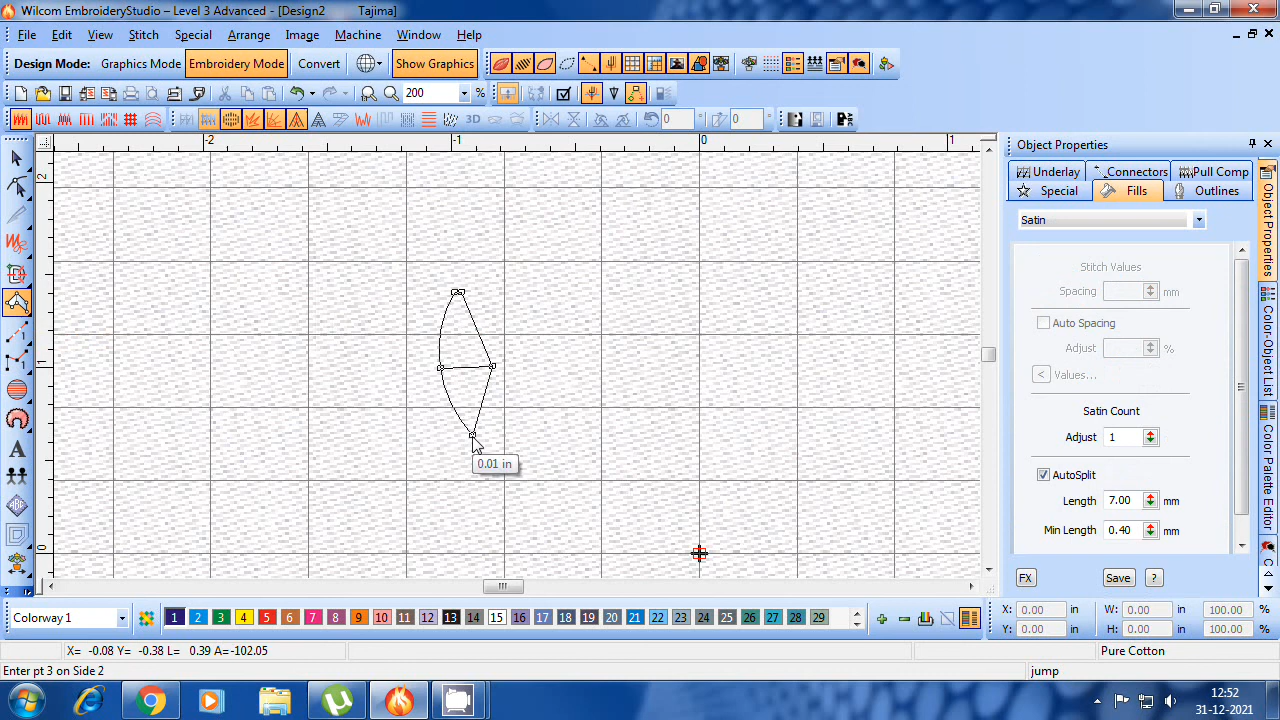 Wilcom EmbroideryStudio – Level 3 Advanced - [Design2 Tajima]
File Edit View Stitch Special Arrange Image Machine Window Help
Design Mode: Graphics Mode Embroidery Mode Convert Show Graphics
200 %
3D 0 ° 0 °
-2 -1 0 1
2
1
0
Object Properties
Underlay Connectors Pull Comp
Special Fills Outlines
Satin
Stitch Values
Spacing mm
Auto Spacing
Adjust %
< Values...
Satin Count
Adjust 1
AutoSplit
Length 7.00 mm
Min Length 0.40 mm
FX Save ?
Object Properties
Color-Object List
Color Palette Editor
C
0.01 in
Colorway 1 1 2 3 4 5 6 7 8 9 10 11 12 13 14 15 16 17 18 19 20 21 22 23 24 25 26 27 28 29
X: 0.00 in W: 0.00 in 100.00 %
Y: 0.00 in H: 0.00 in 100.00 %
X= -0.08 Y= -0.38 L= 0.39 A=-102.05 Pure Cotton
Enter pt 3 on Side 2 jump
12:52
31-12-2021